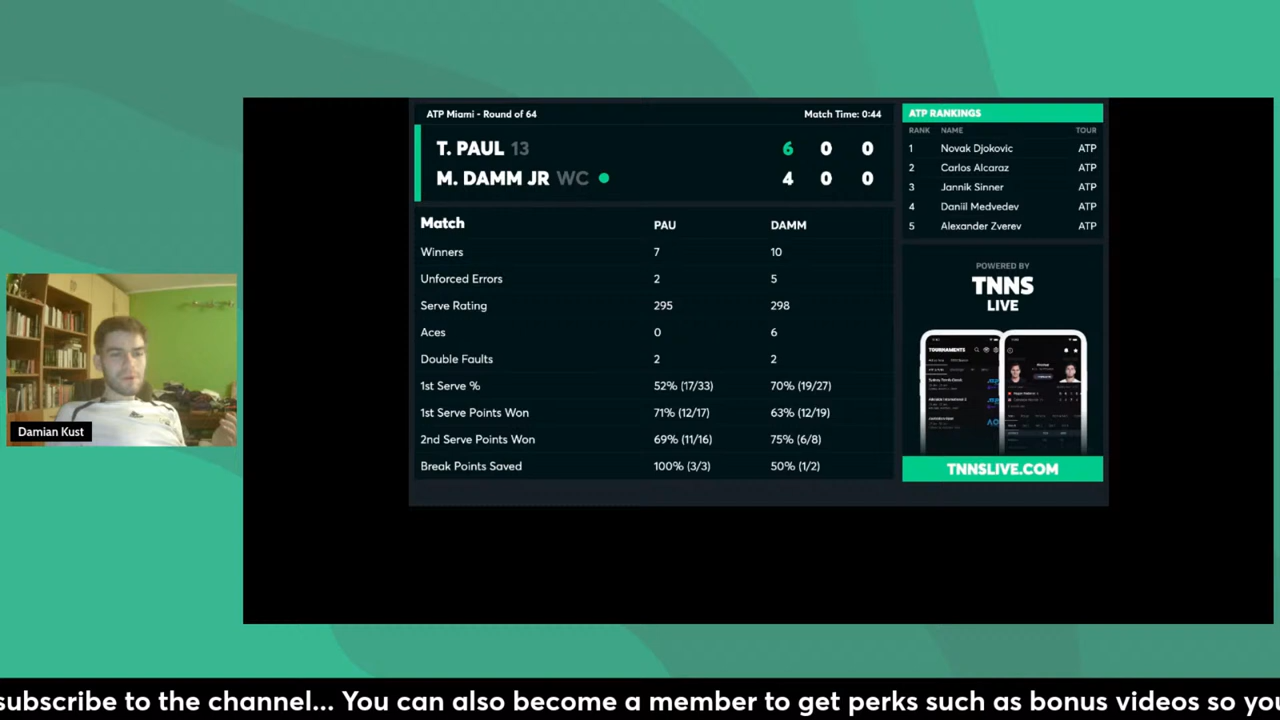 ATP Miami - Round of 64 Match Time: 0:44
T. PAUL 13 6 0 0
M. DAMM JR WC 4 0 0
Match PAU DAMM
Winners 7 10
Unforced Errors 2 5
Serve Rating 295 298
Aces 0 6
Double Faults 2 2
1st Serve % 52% (17/33) 70% (19/27)
1st Serve Points Won 71% (12/17) 63% (12/19)
2nd Serve Points Won 69% (11/16) 75% (6/8)
Break Points Saved 100% (3/3) 50% (1/2)
ATP RANKINGS
RANK NAME TOUR
1 Novak Djokovic ATP
2 Carlos Alcaraz ATP
3 Jannik Sinner ATP
4 Daniil Medvedev ATP
5 Alexander Zverev ATP
POWERED BY
TNNS
LIVE
TOURNAMENTS
TNNSLIVE.COM
Damian Kust
subscribe to the channel... You can also become a member to get perks such as bonus videos so you